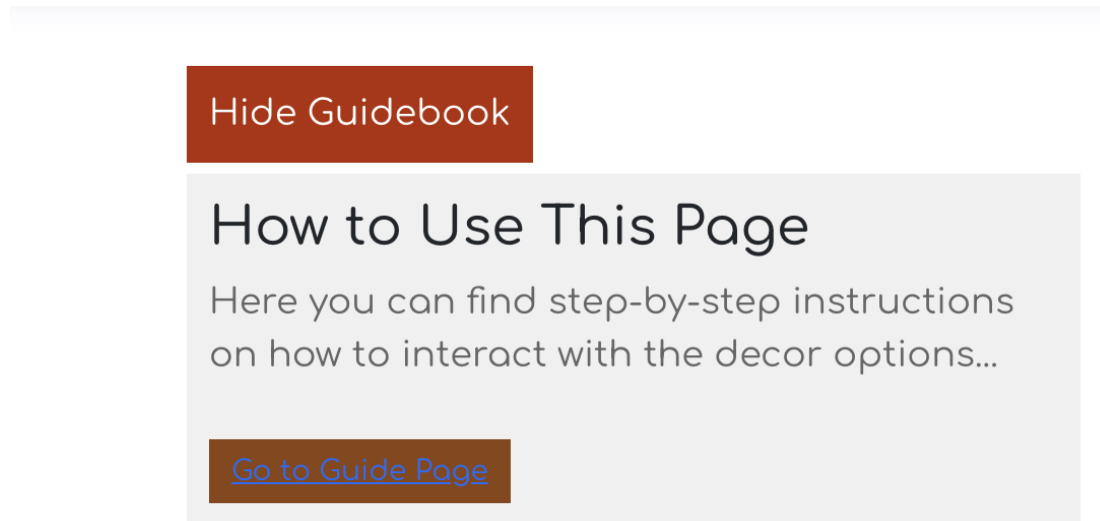 Hide Guidebook
How to Use This Page
Here you can find step-by-step instructions
on how to interact with the decor options...
Go to Guide Page